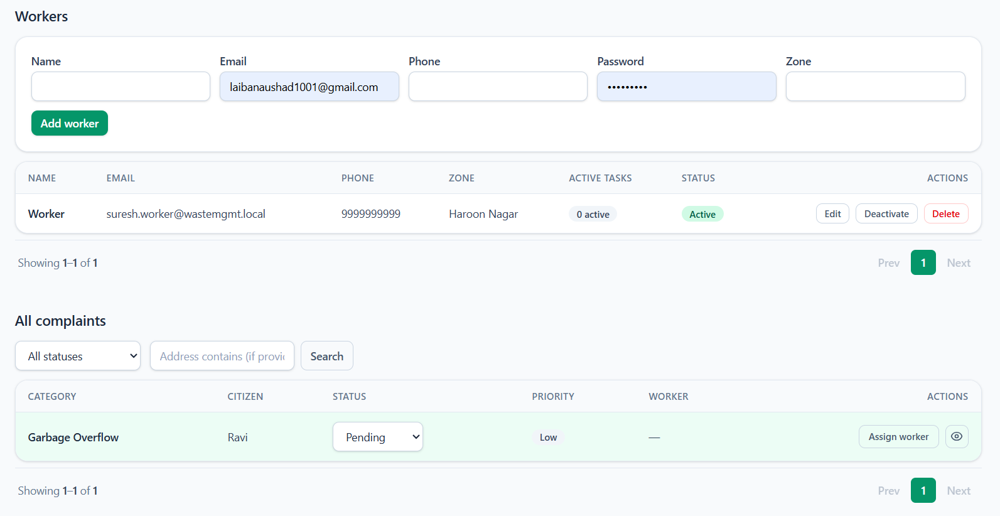 Workers
Name Email Phone Password Zone
laibanaushad1001@gmail.com •••••••••
Add worker
NAME EMAIL PHONE ZONE ACTIVE TASKS STATUS ACTIONS
Worker suresh.worker@wastemgmt.local 9999999999 Haroon Nagar 0 active Active Edit Deactivate Delete
Showing 1–1 of 1 Prev 1 Next
All complaints
All statuses Address contains (if provi Search
CATEGORY CITIZEN STATUS PRIORITY WORKER ACTIONS
Garbage Overflow Ravi Pending Low — Assign worker
Showing 1–1 of 1 Prev 1 Next